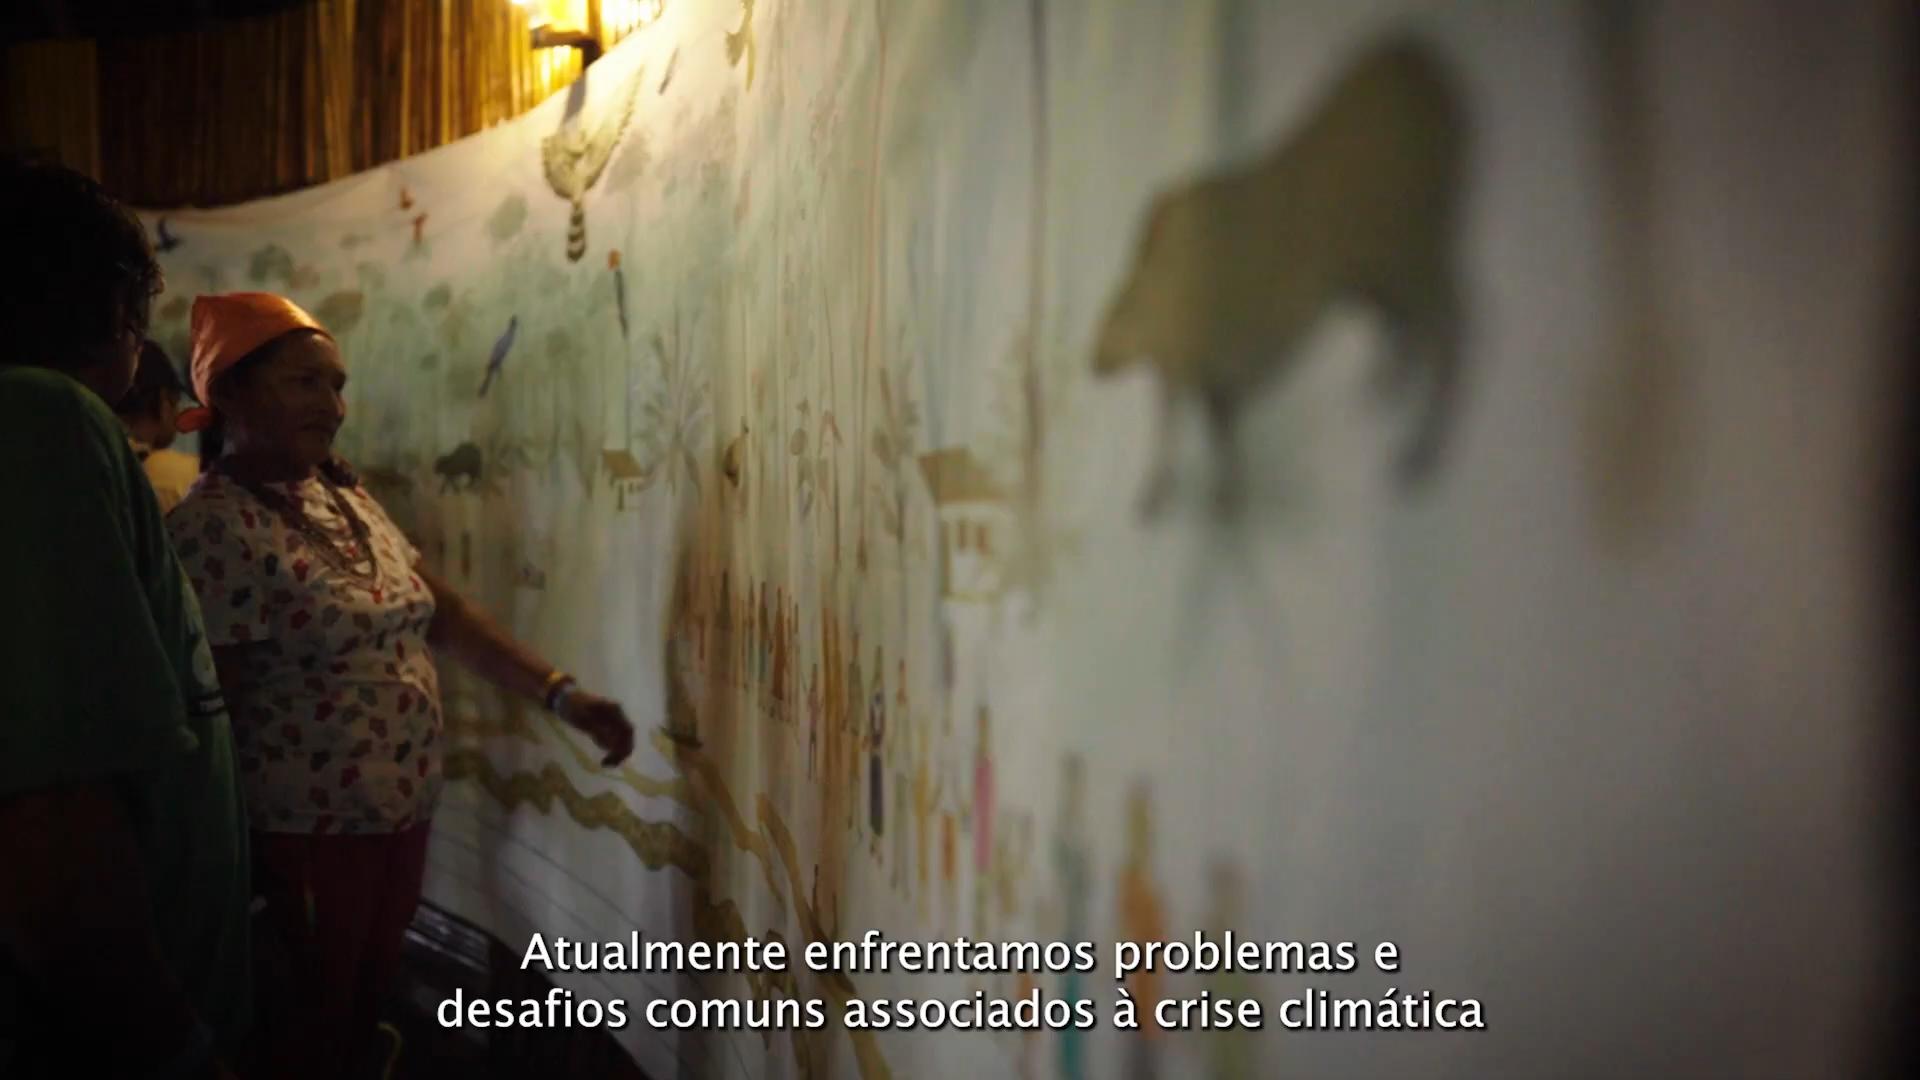 Atualmente enfrentamos problemas e
desafios comuns associados à crise climática